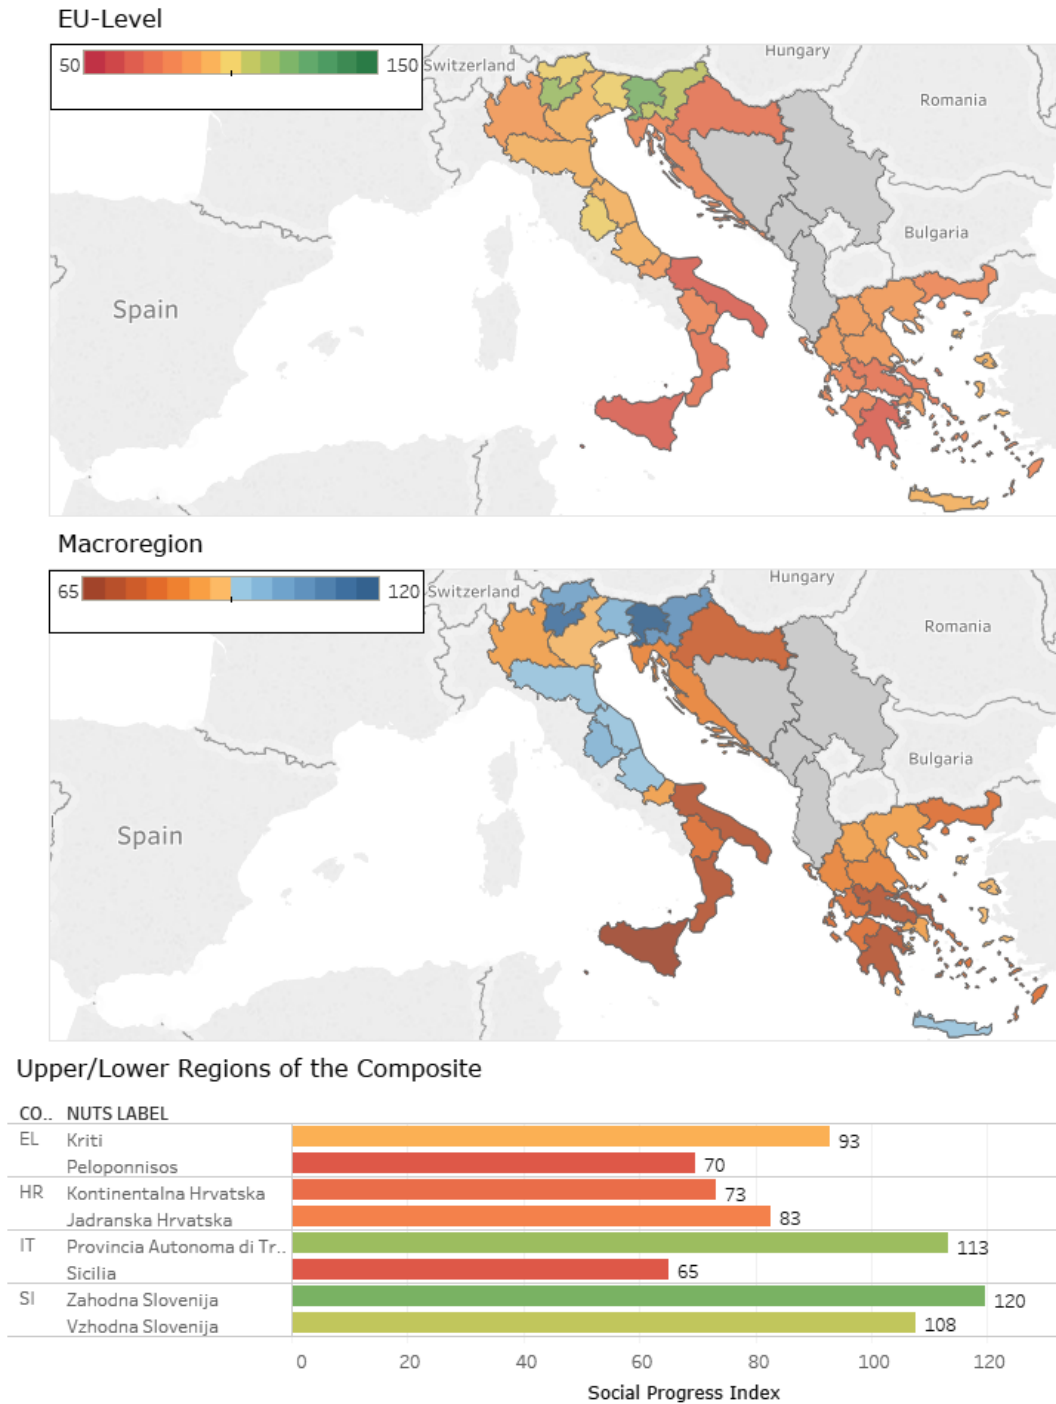 EU-Level
50 150
Switzerland
Hungary
Romania
Bulgaria
Spain
Macroregion
65 120
Switzerland
Hungary
Romania
Bulgaria
Spain
Upper/Lower Regions of the Composite
CO.. NUTS LABEL
EL Kriti 93
Peloponnisos 70
HR Kontinentalna Hrvatska 73
Jadranska Hrvatska 83
IT Provincia Autonoma di Tr.. 113
Sicilia 65
SI Zahodna Slovenija 120
Vzhodna Slovenija 108
0 20 40 60 80 100 120
Social Progress Index